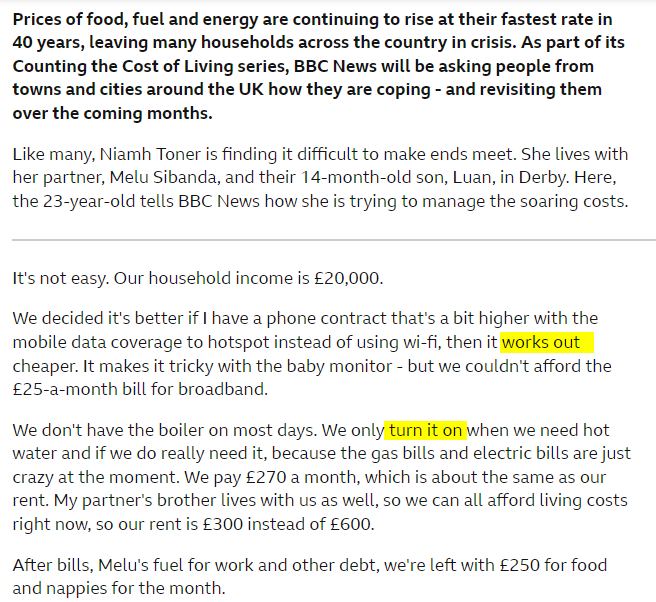 Prices of food, fuel and energy are continuing to rise at their fastest rate in
40 years, leaving many households across the country in crisis. As part of its
Counting the Cost of Living series, BBC News will be asking people from
towns and cities around the UK how they are coping - and revisiting them
over the coming months.
Like many, Niamh Toner is finding it difficult to make ends meet. She lives with
her partner, Melu Sibanda, and their 14-month-old son, Luan, in Derby. Here,
the 23-year-old tells BBC News how she is trying to manage the soaring costs.
It's not easy. Our household income is £20,000.
We decided it's better if I have a phone contract that's a bit higher with the
mobile data coverage to hotspot instead of using wi-fi, then it works out
cheaper. It makes it tricky with the baby monitor - but we couldn't afford the
£25-a-month bill for broadband.
We don't have the boiler on most days. We only turn it on when we need hot
water and if we do really need it, because the gas bills and electric bills are just
crazy at the moment. We pay £270 a month, which is about the same as our
rent. My partner's brother lives with us as well, so we can all afford living costs
right now, so our rent is £300 instead of £600.
After bills, Melu's fuel for work and other debt, we're left with £250 for food
and nappies for the month.